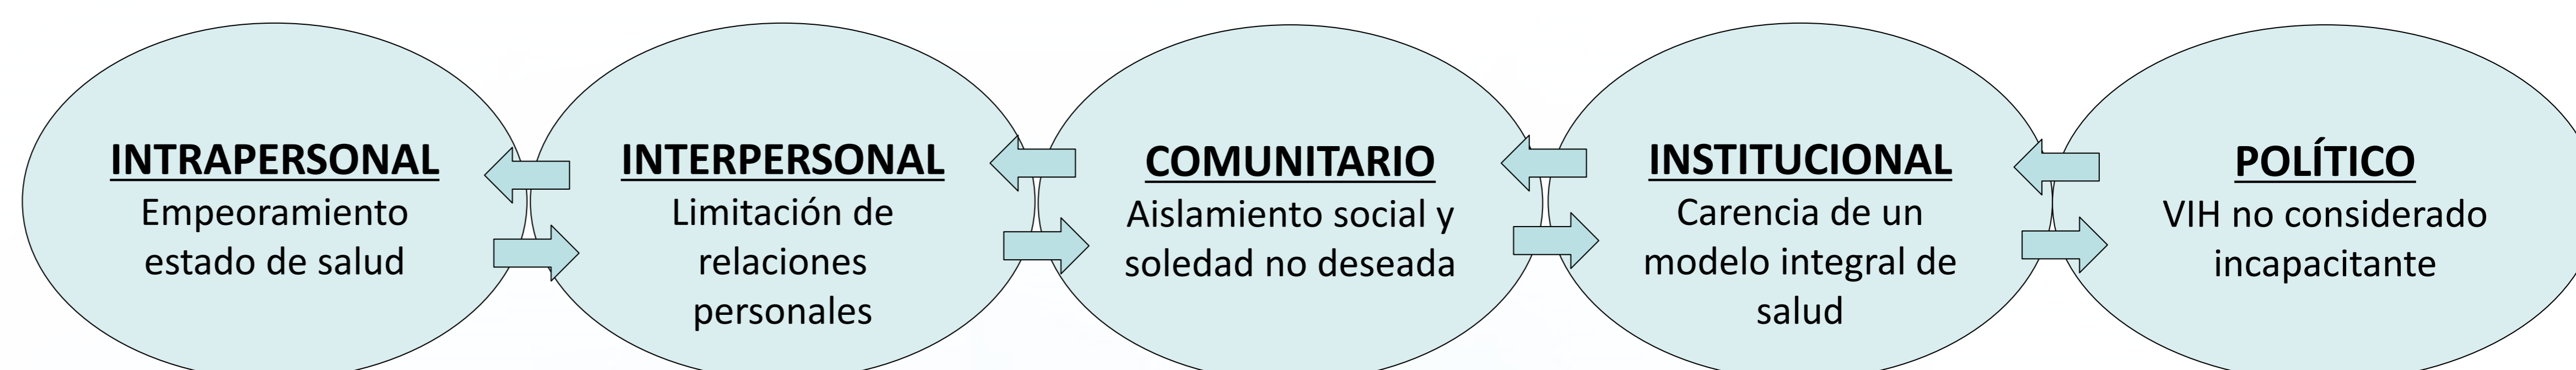 INTRAPERSONAL
Empeoramiento
estado de salud
INTERPERSONAL
Limitación de
relaciones
personales
COMUNITARIO
Aislamiento social y
soledad no deseada
INSTITUCIONAL
Carencia de un
modelo integral de
salud
POLÍTICO
VIH no considerado
incapacitante